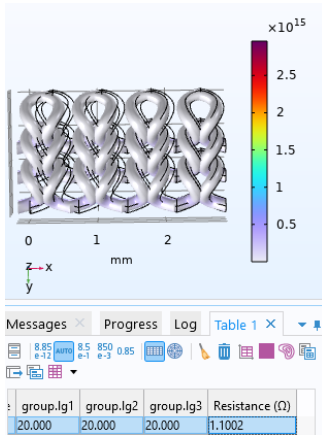 ×10¹⁵
2.5
2
1.5
1
0.5
0 1 2
mm
z x
y
Messages Progress Log Table 1
8.85 e-12 AUTO 8.5 e-1 850 e-3 0.85
e group.lg1 group.lg2 group.lg3 Resistance (Ω)
20.000 20.000 20.000 1.1002